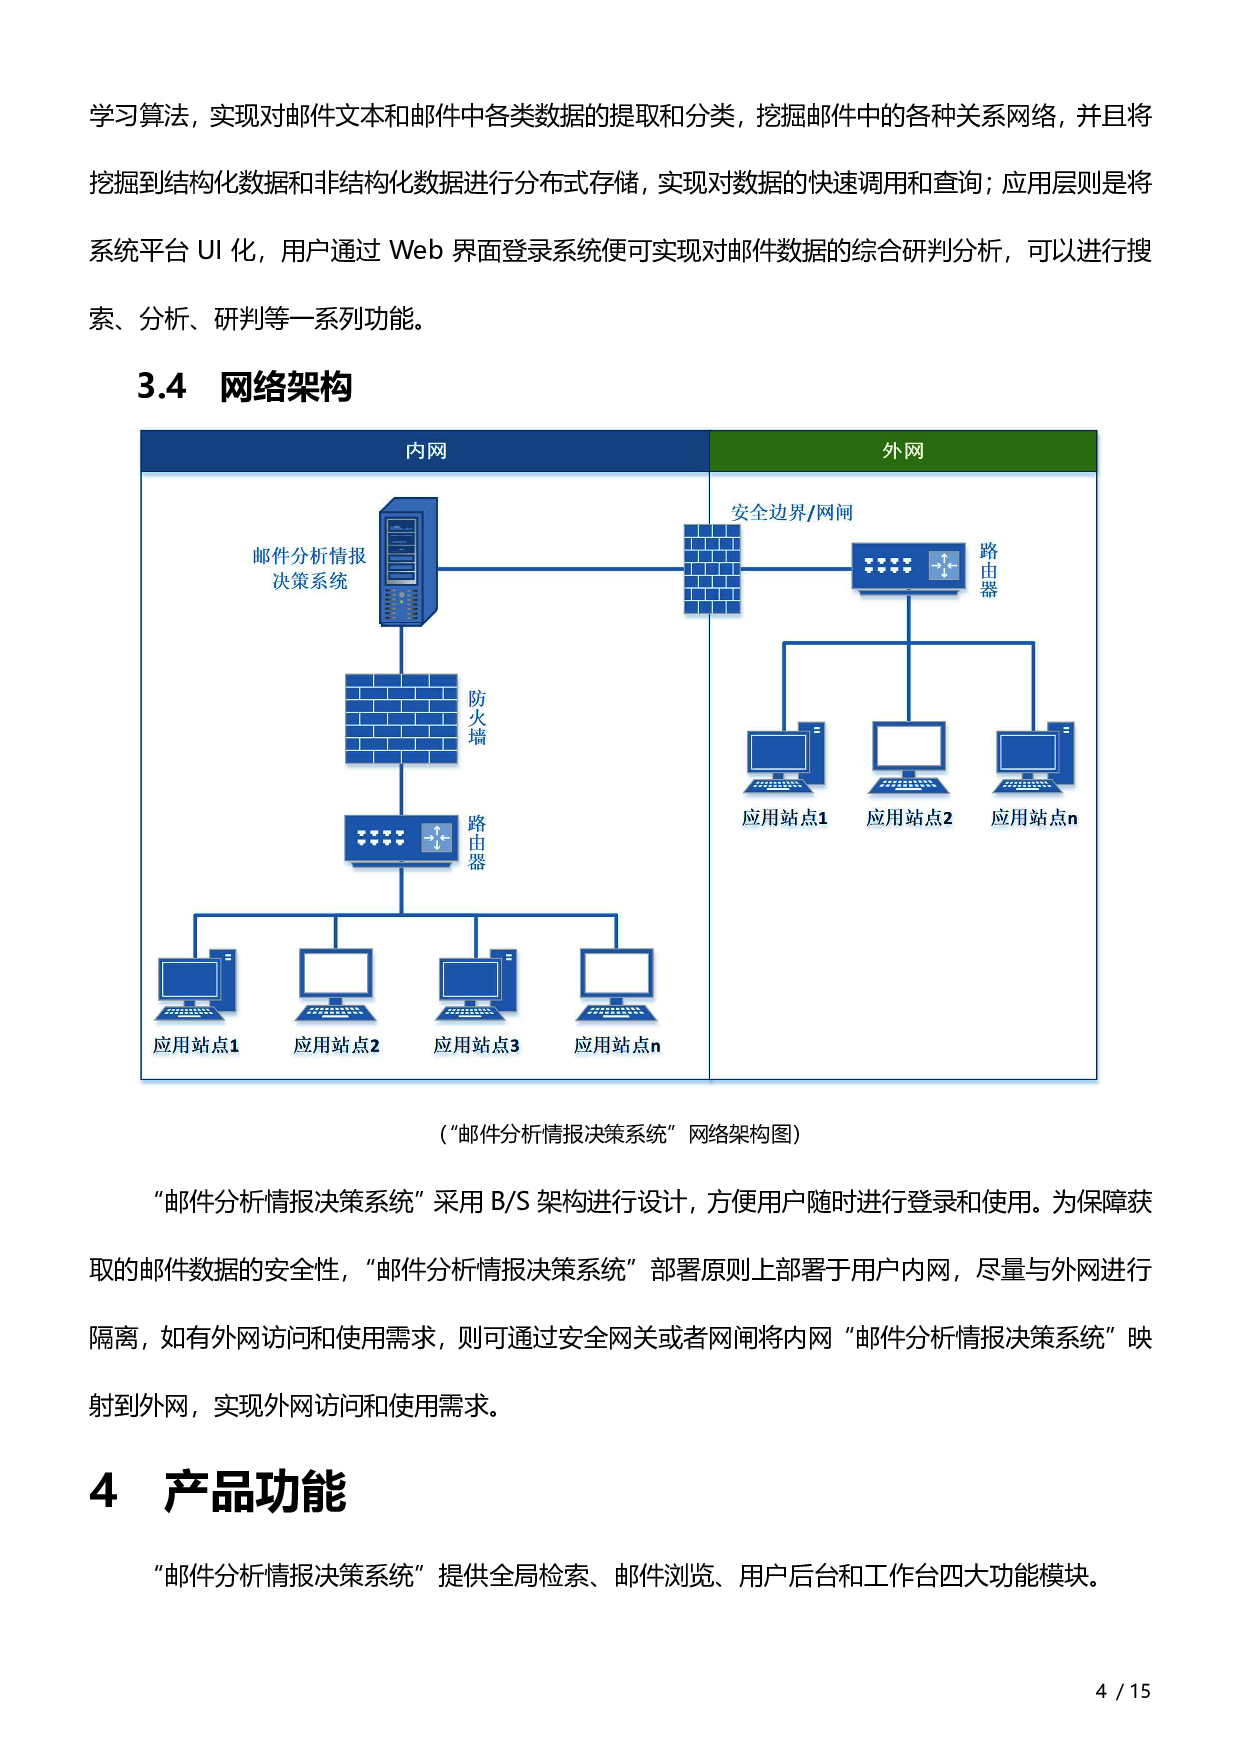 学习算法，实现对邮件文本和邮件中各类数据的提取和分类，挖掘邮件中的各种关系网络，并且将
挖掘到结构化数据和非结构化数据进行分布式存储，实现对数据的快速调用和查询；应用层则是将
系统平台 UI 化，用户通过 Web 界面登录系统便可实现对邮件数据的综合研判分析，可以进行搜
索、分析、研判等一系列功能。
3.4 网络架构
内网
外网
安全边界/网闸
邮件分析情报
决策系统
路由器
防火墙
路由器
应用站点1
应用站点2
应用站点n
应用站点1
应用站点2
应用站点3
应用站点n
（“邮件分析情报决策系统”网络架构图）
“邮件分析情报决策系统”采用 B/S 架构进行设计，方便用户随时进行登录和使用。为保障获
取的邮件数据的安全性，“邮件分析情报决策系统”部署原则上部署于用户内网，尽量与外网进行
隔离，如有外网访问和使用需求，则可通过安全网关或者网闸将内网“邮件分析情报决策系统”映
射到外网，实现外网访问和使用需求。
4 产品功能
“邮件分析情报决策系统”提供全局检索、邮件浏览、用户后台和工作台四大功能模块。
4 / 15